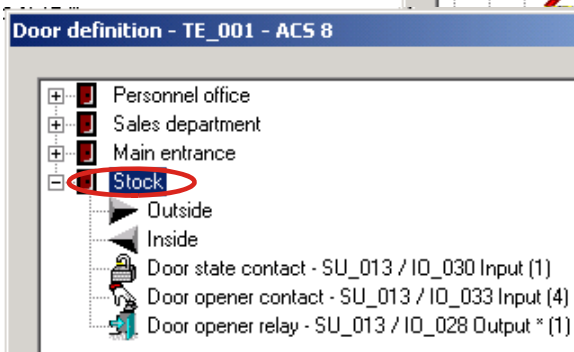 Door definition - TE_001 - ACS 8
Personnel office
Sales department
Main entrance
Stock
Outside
Inside
Door state contact - SU_013 / IO_030 Input (1)
Door opener contact - SU_013 / IO_033 Input (4)
Door opener relay - SU_013 / IO_028 Output * (1)